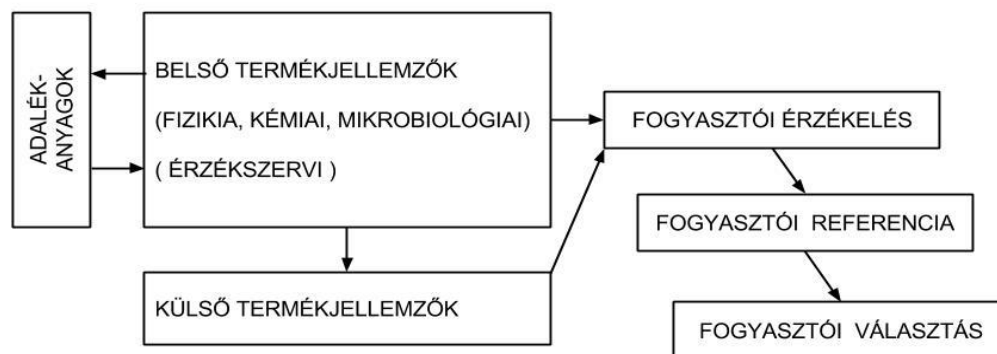 ADALÉK-
ANYAGOK
BELSŐ TERMÉKJELLEMZŐK
(FIZIKIA, KÉMIAI, MIKROBIOLÓGIAI)
( ÉRZÉKSZERVI )
KÜLSŐ TERMÉKJELLEMZŐK
FOGYASZTÓI ÉRZÉKELÉS
FOGYASZTÓI REFERENCIA
FOGYASZTÓI VÁLASZTÁS